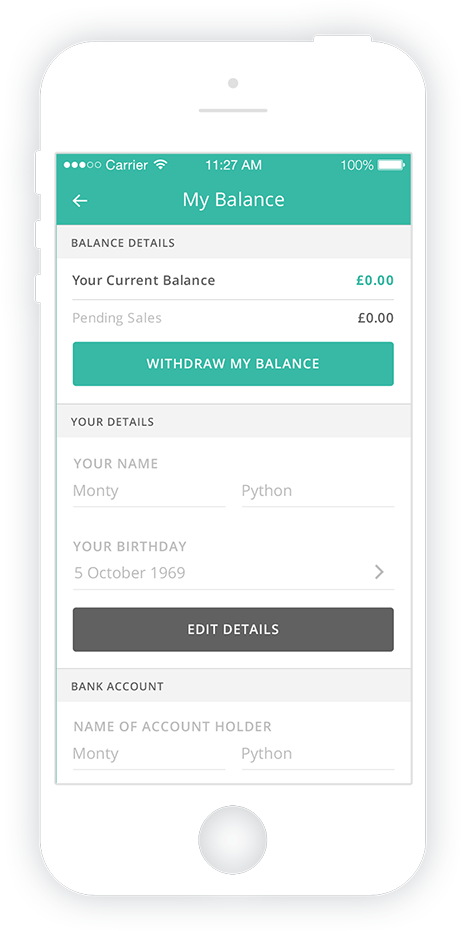 Carrier 11:27 AM 100%
My Balance
BALANCE DETAILS
Your Current Balance £0.00
Pending Sales £0.00
WITHDRAW MY BALANCE
YOUR DETAILS
YOUR NAME
Monty Python
YOUR BIRTHDAY
5 October 1969
EDIT DETAILS
BANK ACCOUNT
NAME OF ACCOUNT HOLDER
Monty Python